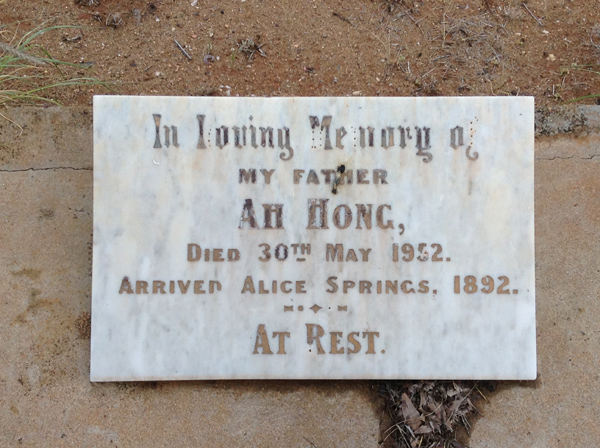 In Loving Memory of
MY FATHER
AH HONG,
DIED 30TH MAY 1952.
ARRIVED ALICE SPRINGS. 1892.
AT REST.